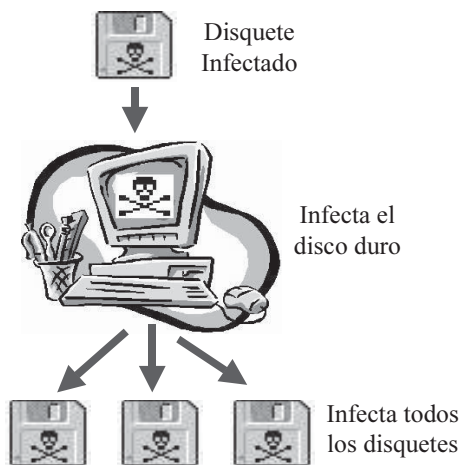 Disquete
Infectado
Infecta el
disco duro
Infecta todos
los disquetes